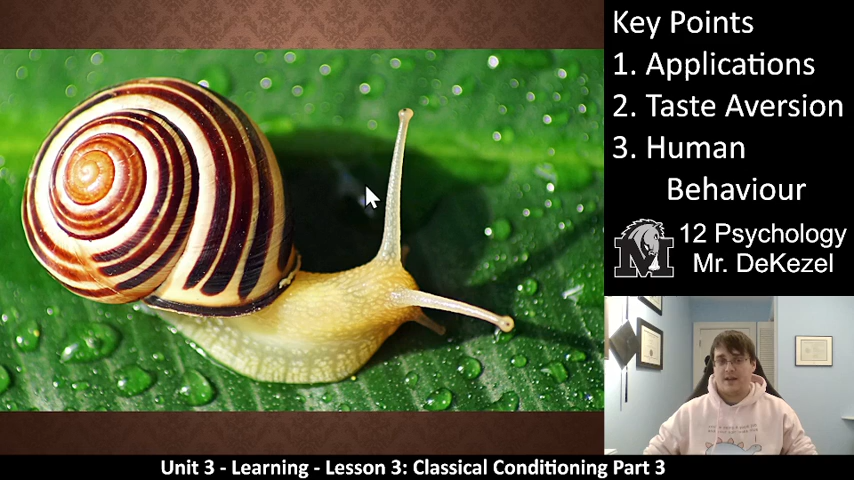 Key Points
1. Applications
2. Taste Aversion
3. Human
Behaviour
12 Psychology
Mr. DeKezel
Unit 3 - Learning - Lesson 3: Classical Conditioning Part 3